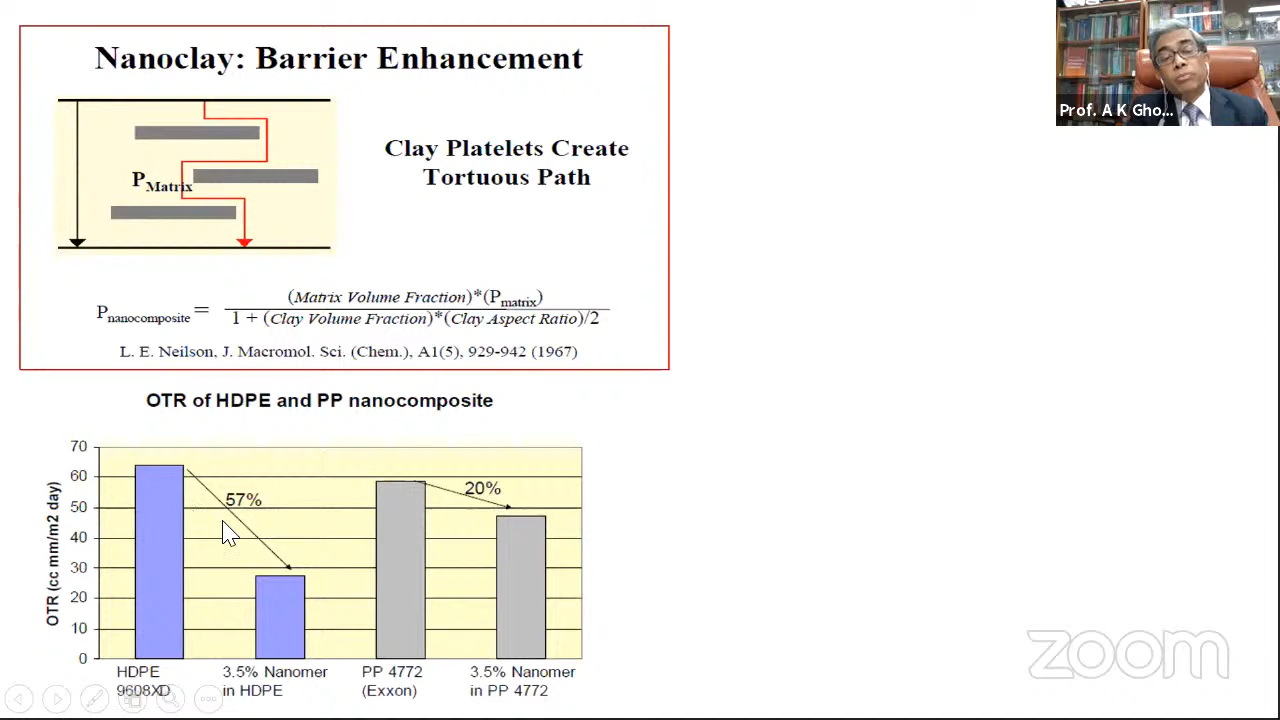 Nanoclay: Barrier Enhancement
Clay Platelets Create
Tortuous Path
P Matrix
P nanocomposite = (Matrix Volume Fraction)*(P matrix)
1 + (Clay Volume Fraction)*(Clay Aspect Ratio)/2
L. E. Neilson, J. Macromol. Sci. (Chem.), A1(5), 929-942 (1967)
OTR of HDPE and PP nanocomposite
OTR (cc mm/m2 day)
70
60
50
40
30
20
10
0
57%
20%
HDPE
9608XD
3.5% Nanomer
in HDPE
PP 4772
(Exxon)
3.5% Nanomer
in PP 4772
Prof. A K Gho...
zoom